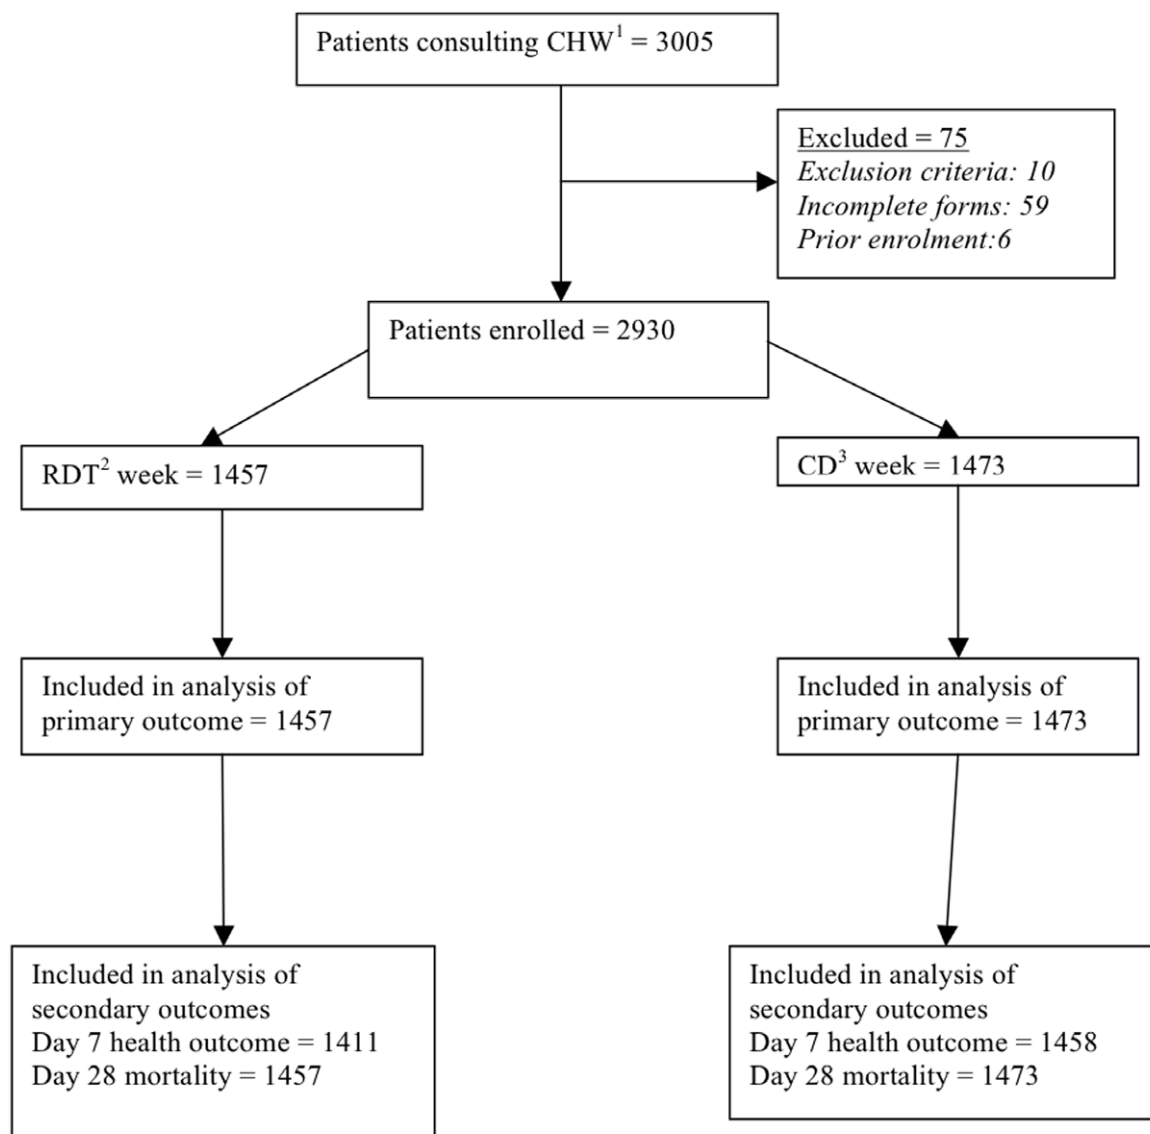 Patients consulting CHW¹ = 3005
Excluded = 75
Exclusion criteria: 10
Incomplete forms: 59
Prior enrolment:6
Patients enrolled = 2930
RDT² week = 1457
CD³ week = 1473
Included in analysis of
primary outcome = 1457
Included in analysis of
primary outcome = 1473
Included in analysis of
secondary outcomes
Day 7 health outcome = 1411
Day 28 mortality = 1457
Included in analysis of
secondary outcomes
Day 7 health outcome = 1458
Day 28 mortality = 1473